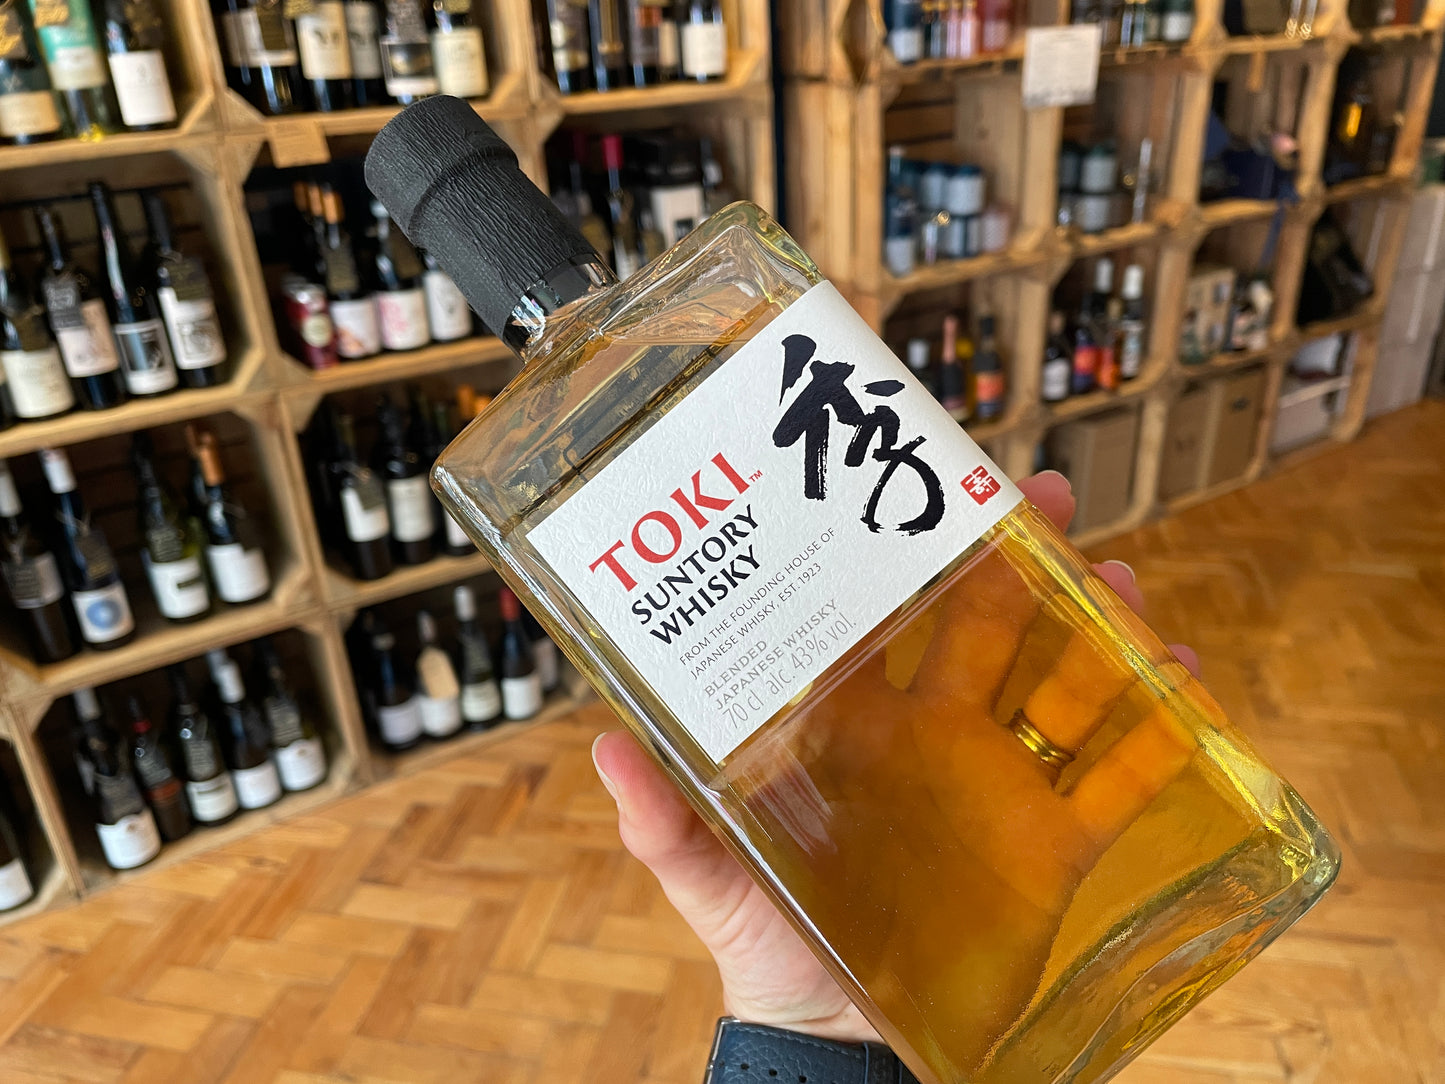 季
TOKI™
SUNTORY
WHISKY
FROM THE FOUNDING HOUSE OF
JAPANESE WHISKY, EST. 1923
BLENDED
JAPANESE WHISKY
70 cl alc. 43% vol.